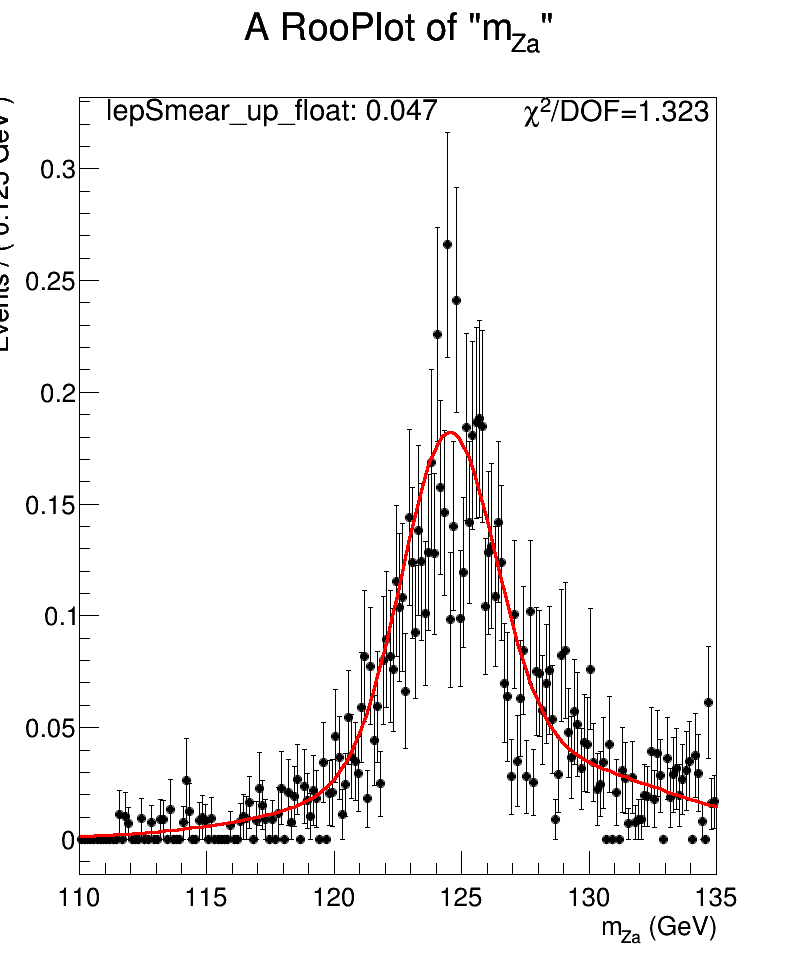 A RooPlot of "m_Za"
lepSmear_up_float: 0.047
χ²/DOF=1.323
Events / ( 0.125 GeV )
0.3
0.25
0.2
0.15
0.1
0.05
0
110 115 120 125 130 135
m_Za (GeV)